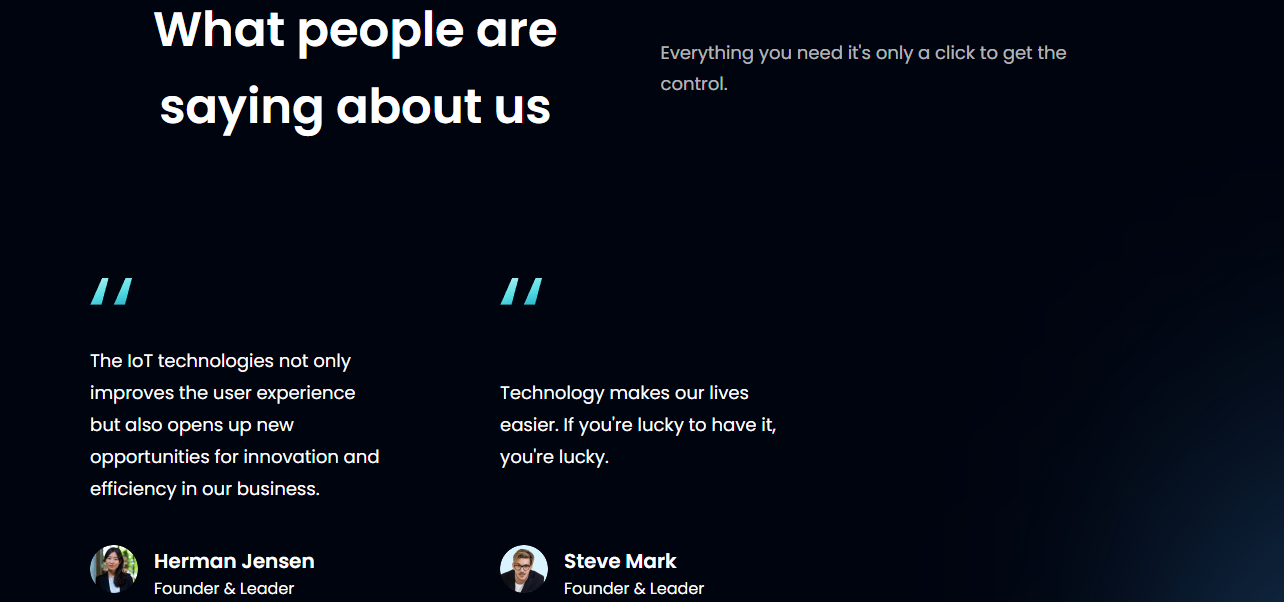 What people are
saying about us
Everything you need it's only a click to get the
control.
The IoT technologies not only
improves the user experience
but also opens up new
opportunities for innovation and
efficiency in our business.
Herman Jensen
Founder & Leader
Technology makes our lives
easier. If you're lucky to have it,
you're lucky.
Steve Mark
Founder & Leader